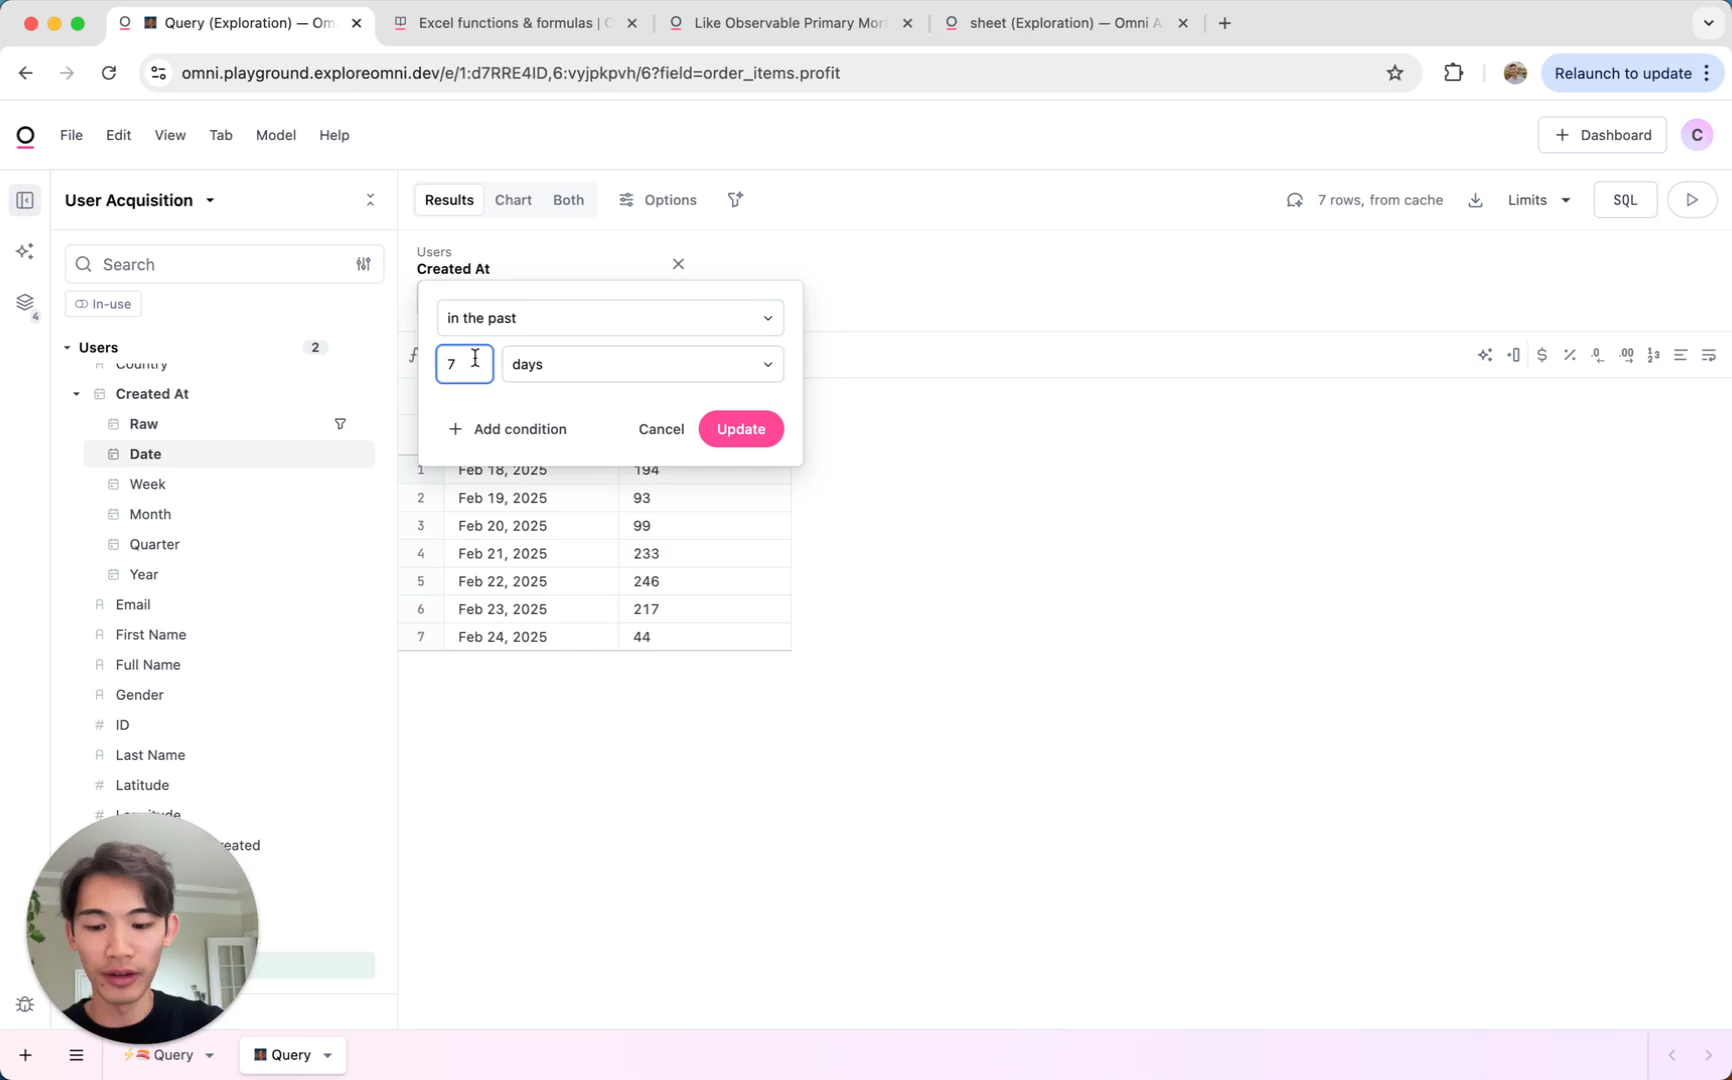 Query (Exploration) — Om
Excel functions & formulas |
Like Observable Primary Mor
sheet (Exploration) — Omni
omni.playground.exploreomni.dev/e/1:d7RRE4ID,6:vyjpkpvh/6?field=order_items.profit
Relaunch to update
File Edit View Tab Model Help
Dashboard
C
User Acquisition
Results Chart Both Options
7 rows, from cache
Limits
SQL
Search
In-use
Users 2
Country
Created At
Raw
Date
Week
Month
Quarter
Year
Email
First Name
Full Name
Gender
ID
Last Name
Latitude
Longitude
eated
4
Users
Created At
in the past
7 days
Add condition Cancel Update
1 Feb 18, 2025 194
2 Feb 19, 2025 93
3 Feb 20, 2025 99
4 Feb 21, 2025 233
5 Feb 22, 2025 246
6 Feb 23, 2025 217
7 Feb 24, 2025 44
Query
Query